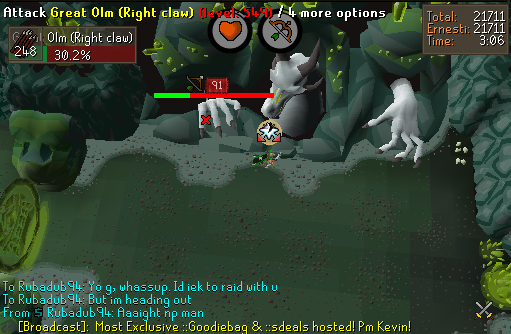 Attack Great Olm (Right claw) (level: 549) / 4 more options
Total: 21711
Ernesti: 21711
Time: 3:06
Olm (Right claw)
248
30.2%
91
To Rubadub94: Yo g, whassup. Id iek to raid with u
To Rubadub94: But im heading out
From S Rubadub94: Aaaight np man
[Broadcast]: Most Exclusive ::Goodiebag & ::sdeals hosted! Pm Kevin!